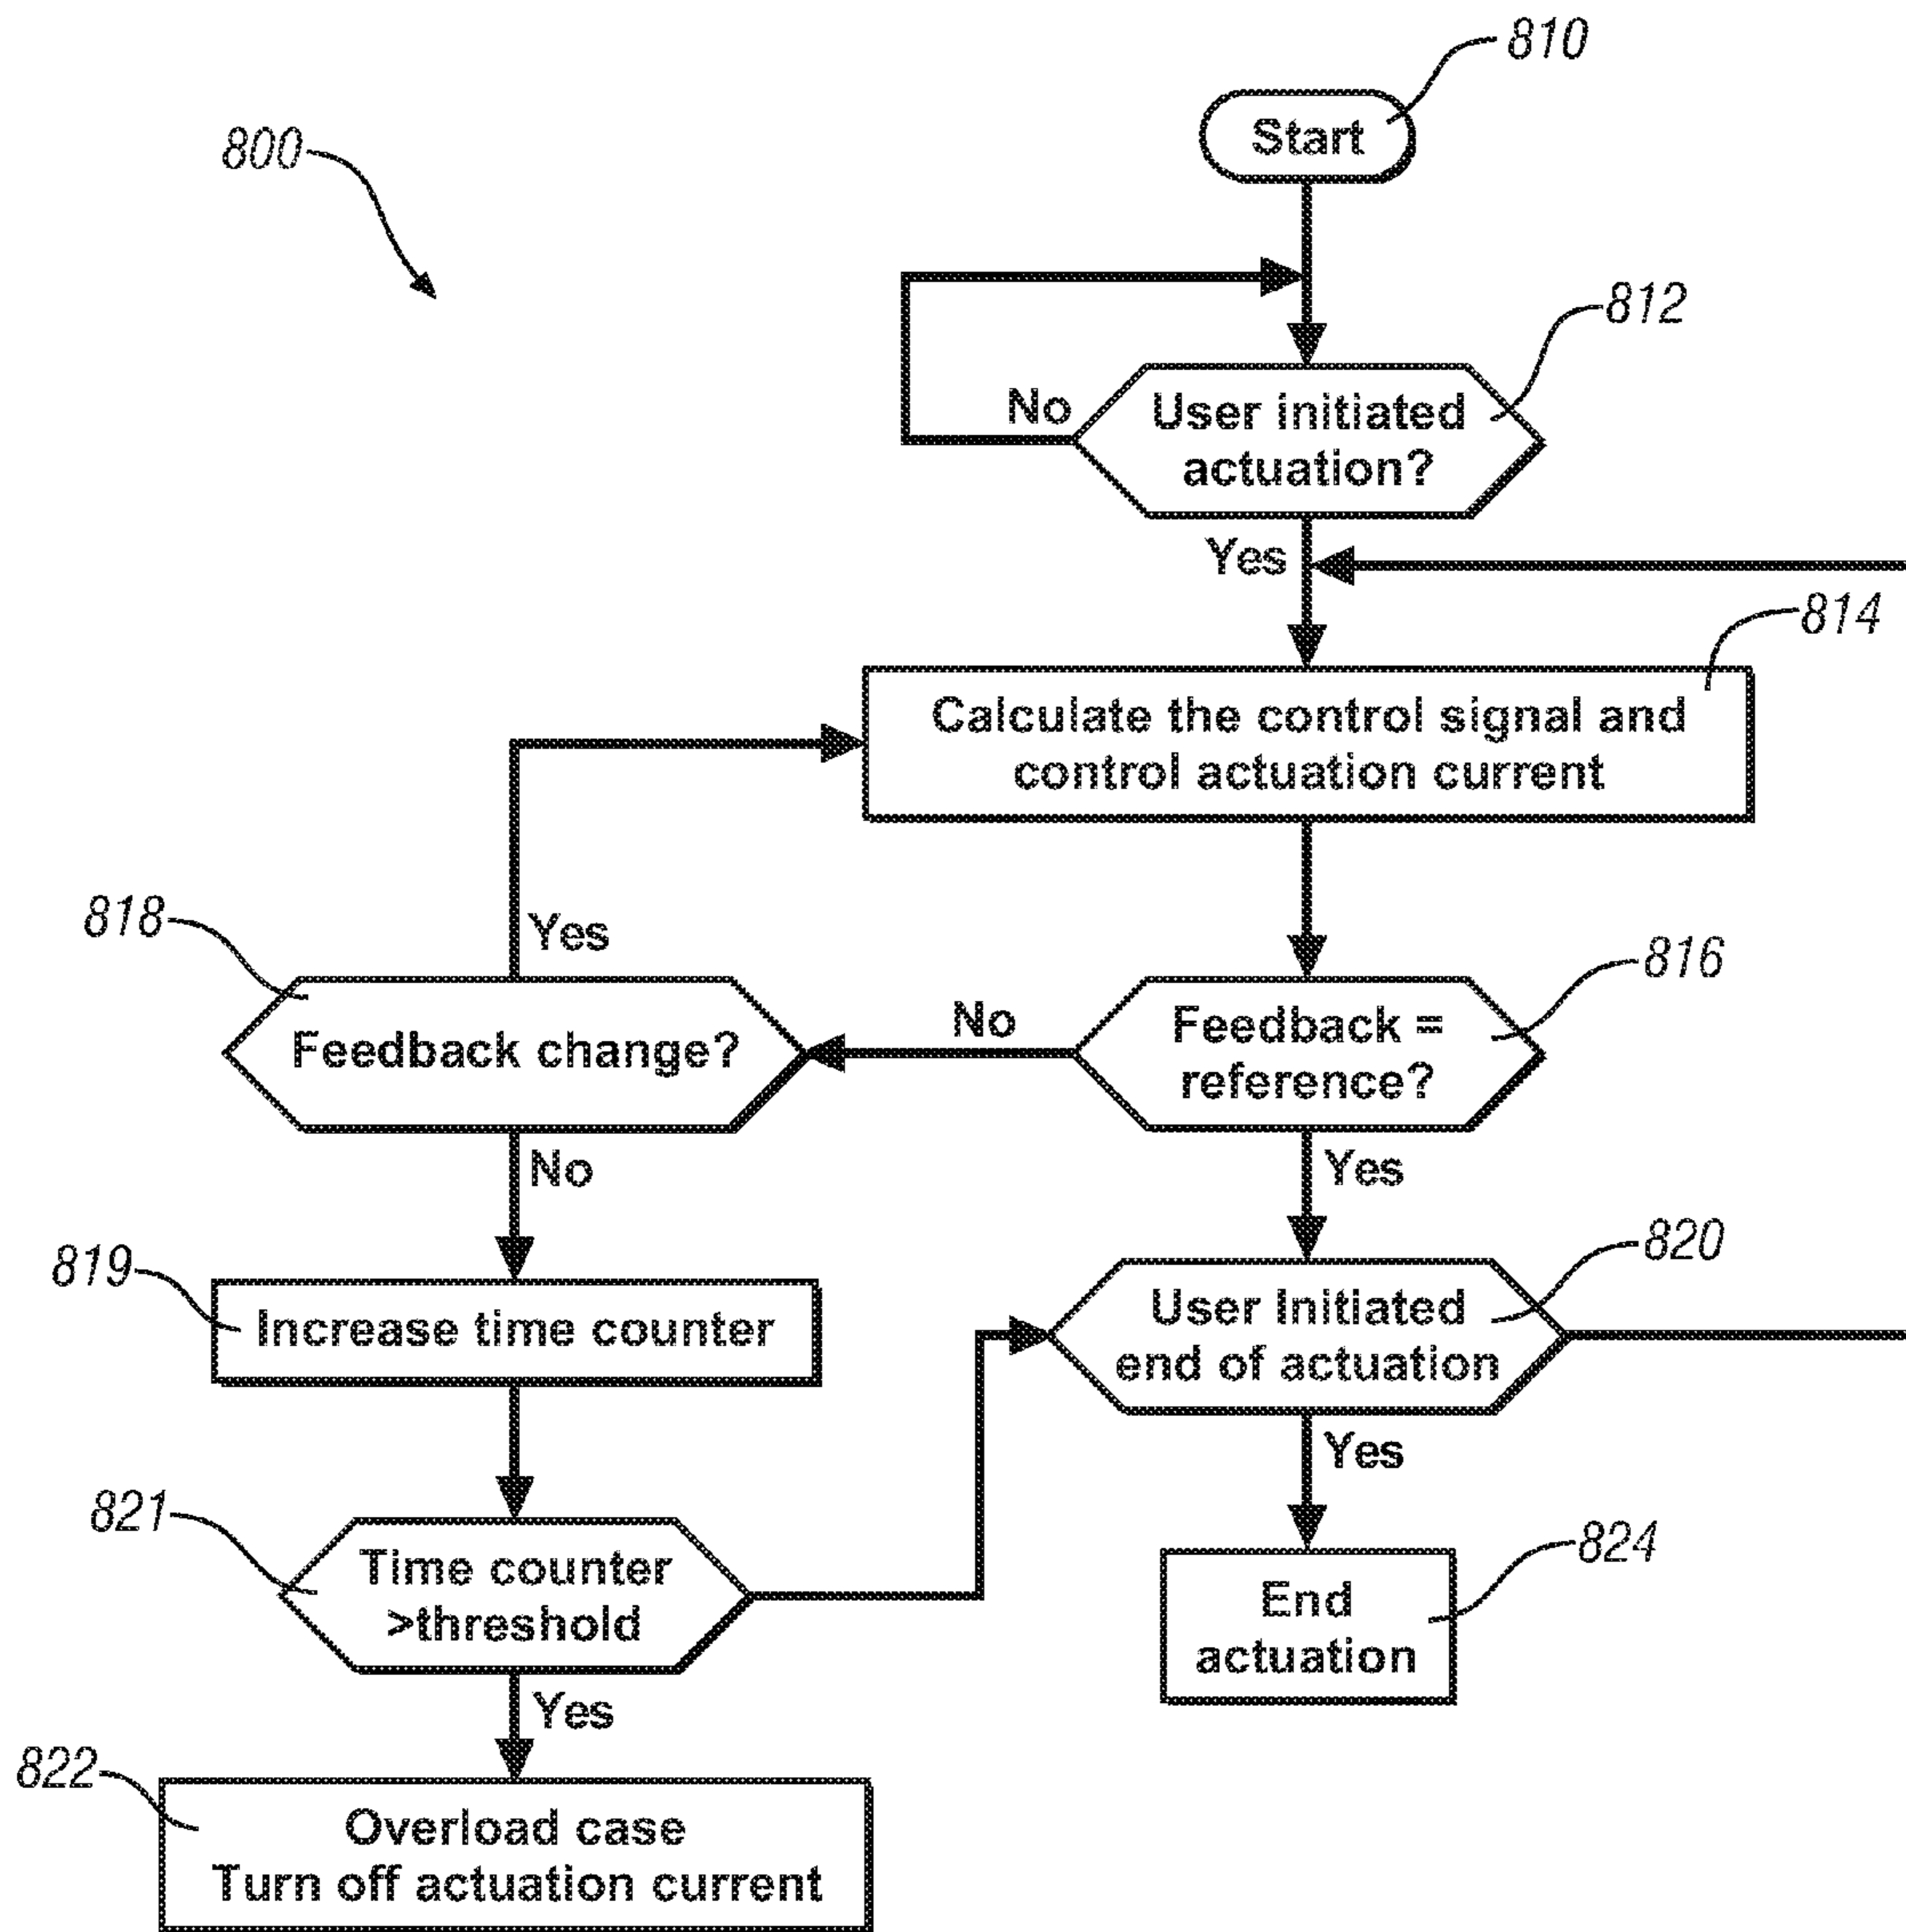 810
Start
800
812
User initiated
actuation?
No
Yes
814
Calculate the control signal and
control actuation current
818
Yes
816
Feedback change?
No
Feedback =
reference?
No
Yes
819
Increase time counter
820
User Initiated
end of actuation
Yes
821
Time counter
>threshold
824
End
actuation
Yes
822
Overload case
Turn off actuation current